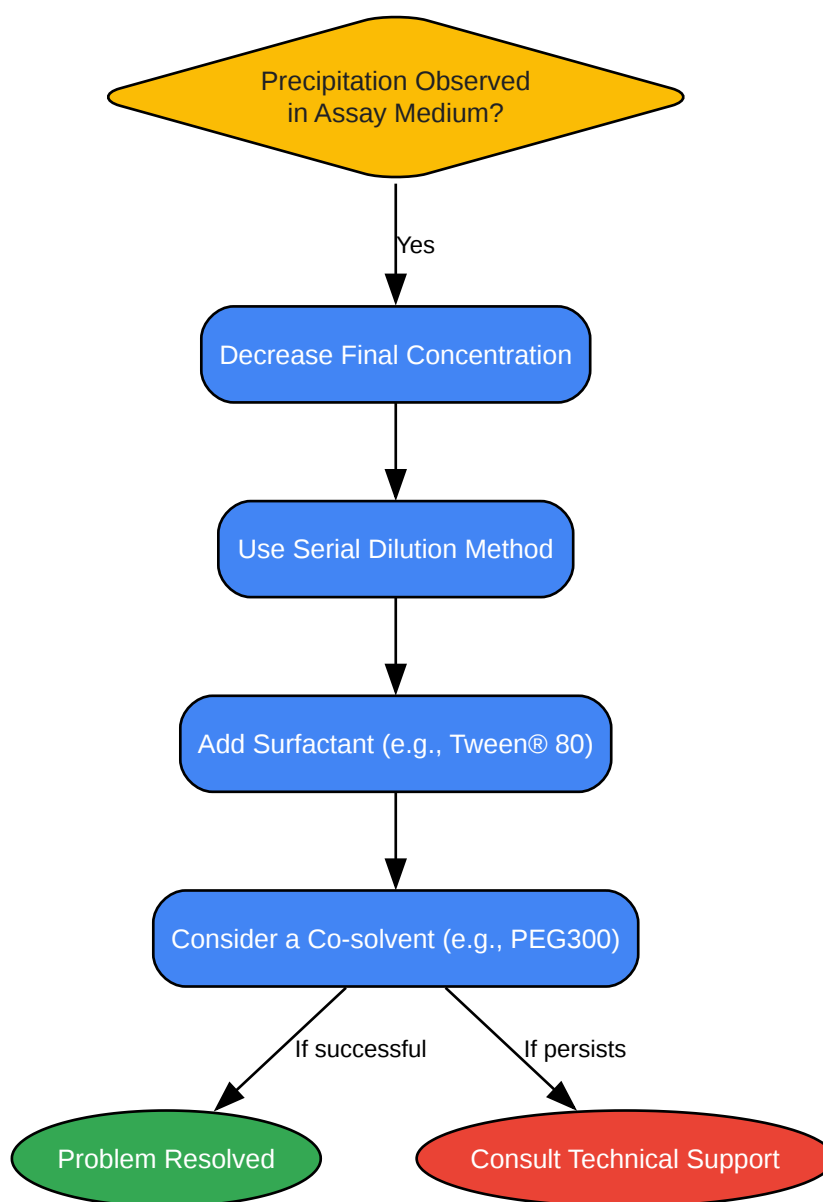 Precipitation Observed
in Assay Medium?
Yes
Decrease Final Concentration
Use Serial Dilution Method
Add Surfactant (e.g., Tween® 80)
Consider a Co-solvent (e.g., PEG300)
If successful
If persists
Problem Resolved
Consult Technical Support